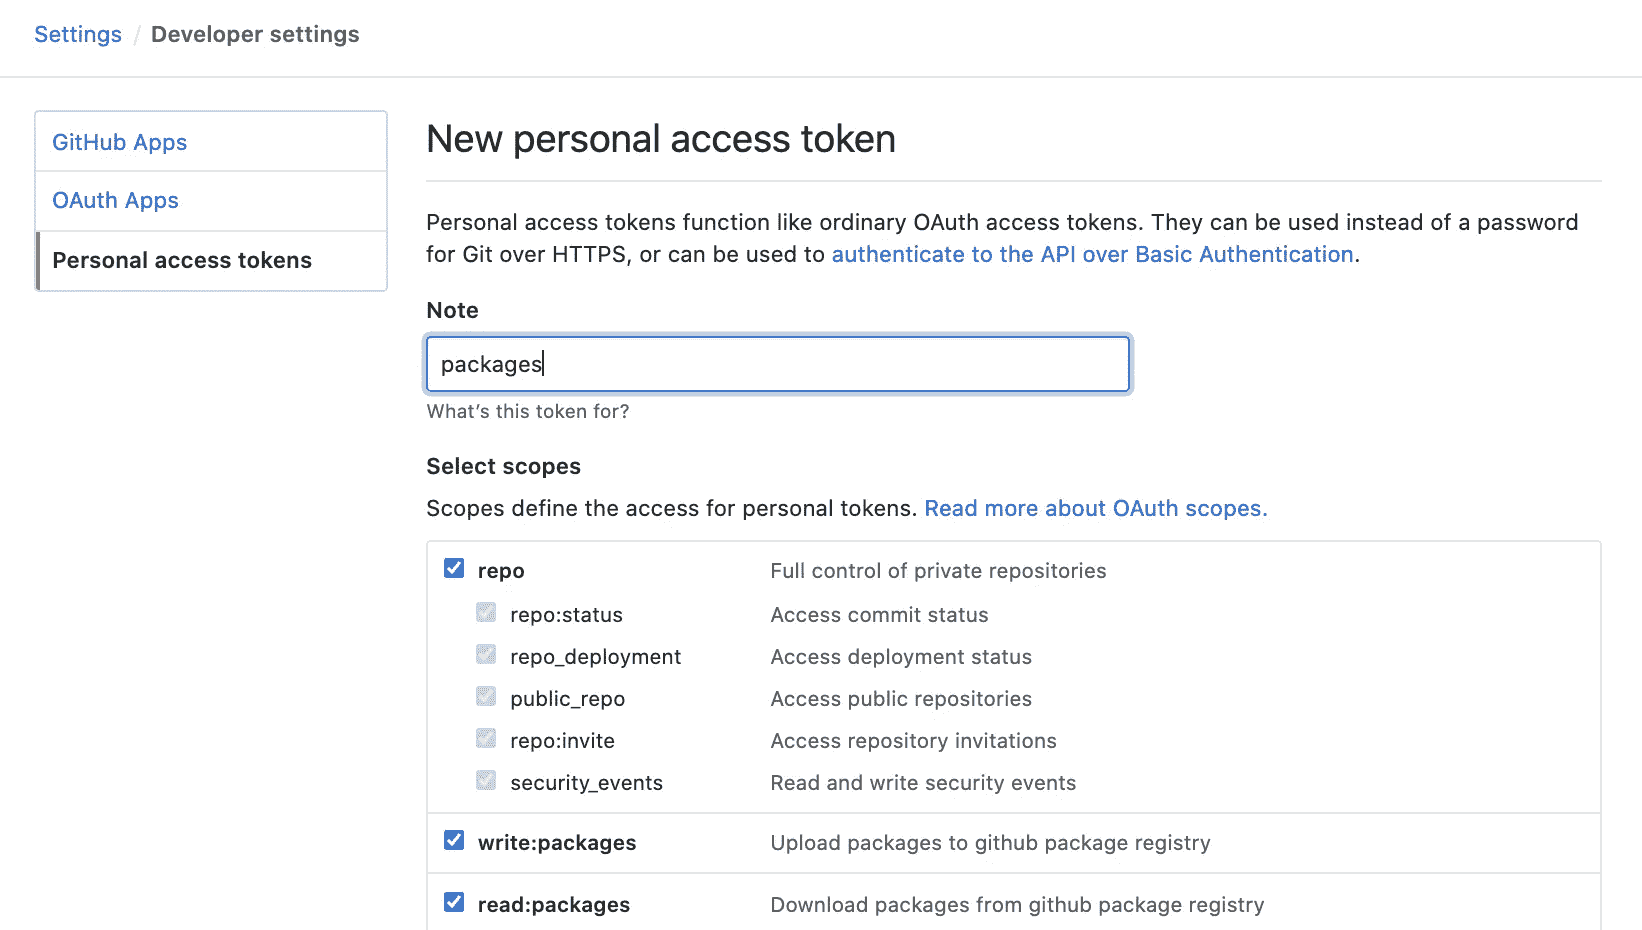 Settings / Developer settings
GitHub Apps
OAuth Apps
Personal access tokens
New personal access token
Personal access tokens function like ordinary OAuth access tokens. They can be used instead of a password
for Git over HTTPS, or can be used to authenticate to the API over Basic Authentication.
Note
packages
What's this token for?
Select scopes
Scopes define the access for personal tokens. Read more about OAuth scopes.
repo Full control of private repositories
repo:status Access commit status
repo_deployment Access deployment status
public_repo Access public repositories
repo:invite Access repository invitations
security_events Read and write security events
write:packages Upload packages to github package registry
read:packages Download packages from github package registry